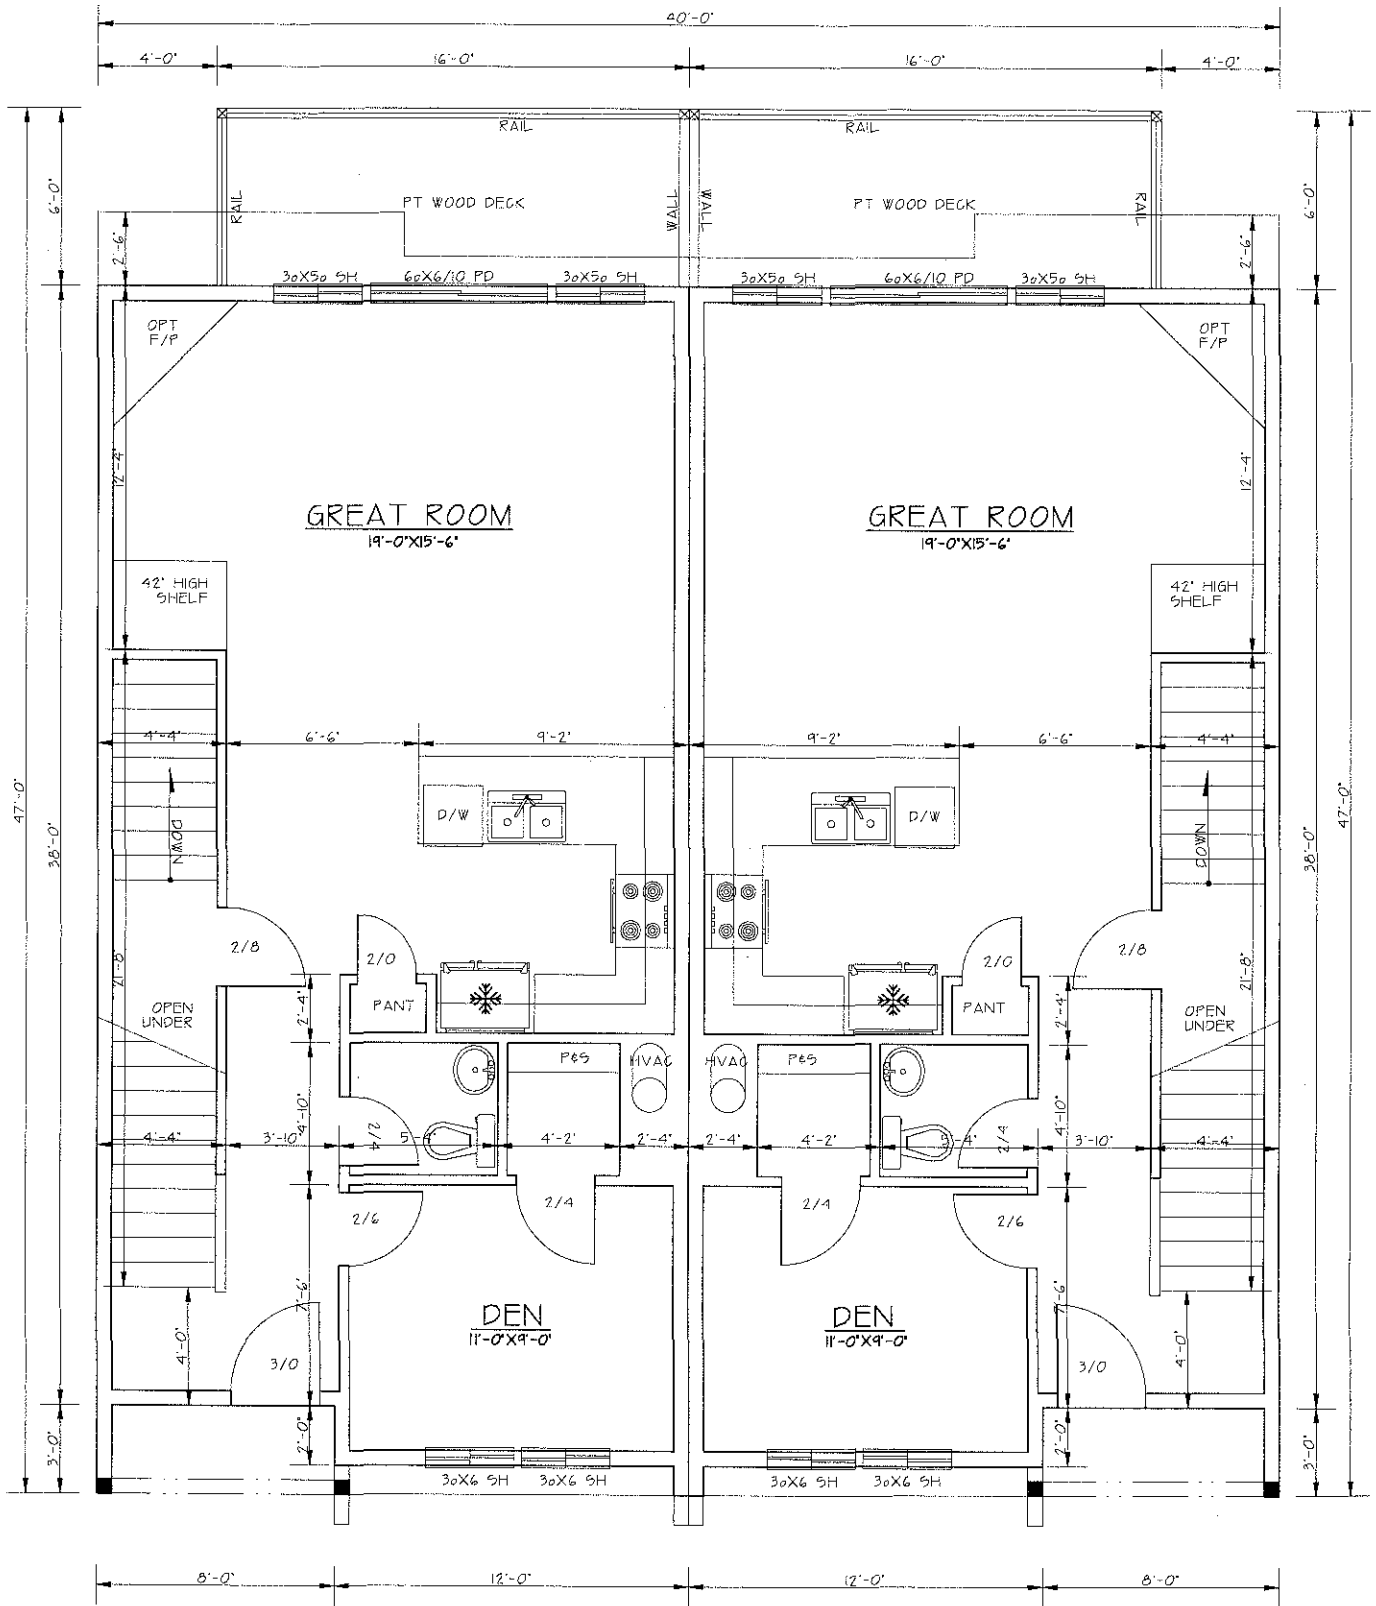 40'-0"
4'-0" 16'-0" 16'-0" 4'-0"
RAIL RAIL
6'-0" RAIL PT WOOD DECK WALL WALL PT WOOD DECK RAIL 6'-0"
2'-6" 2'-6"
30X50 SH 60X6/10 PD 30X50 SH 30X50 SH 60X6/10 PD 30X50 SH
OPT OPT
F/P F/P
12'-4" 12'-4"
GREAT ROOM GREAT ROOM
19'-0"X15'-6" 19'-0"X15'-6"
42" HIGH 42" HIGH
SHELF SHELF
4'-4" 6'-6" 9'-2" 9'-2" 6'-6" 4'-4"
47'-0" 38'-0" DOWN D/W D/W DOWN 38'-0" 47'-0"
2/8 2/0 2/0 2/8
21'-8" 21'-8"
OPEN 2'-4" PANT PANT 2'-4" OPEN
UNDER UNDER
P&S HVAC HVAC P&S
4'-10" 4'-10"
4'-4" 3'-10" 2/4 5'-4" 4'-2" 2'-4" 2'-4" 4'-2" 5'-4" 2/4 3'-10" 4'-4"
2/6 2/4 2/4 2/6
7'-6" 7'-6"
DEN DEN
11'-0"X9'-0" 11'-0"X9'-0"
4'-0" 3/0 3/0 4'-0"
3'-0" 2'-0" 2'-0" 3'-0"
30X6 SH 30X6 SH 30X6 SH 30X6 SH
8'-0" 12'-0" 12'-0" 8'-0"